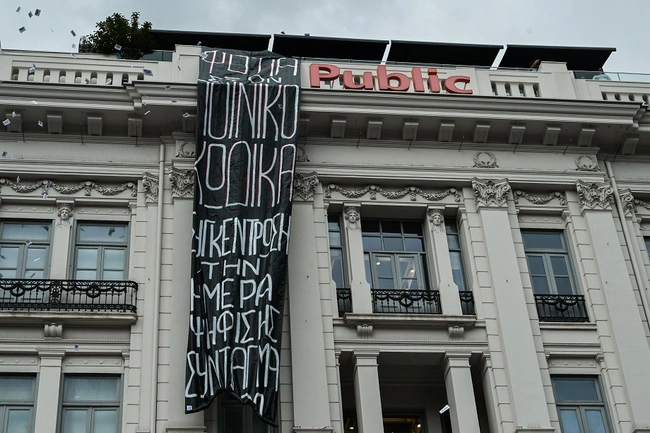 ΦΩΤΙΑ
ΣΤΟΝ
ΠΟΙΝΙΚΟ
ΚΩΔΙΚΑ
ΣΥΓΚΕΝΤΡΩΣΗ
ΤΗΝ
ΗΜΕΡΑ
ΨΗΦΙΣΗΣ
ΣΥΝΤΑΓΜΑ
Public